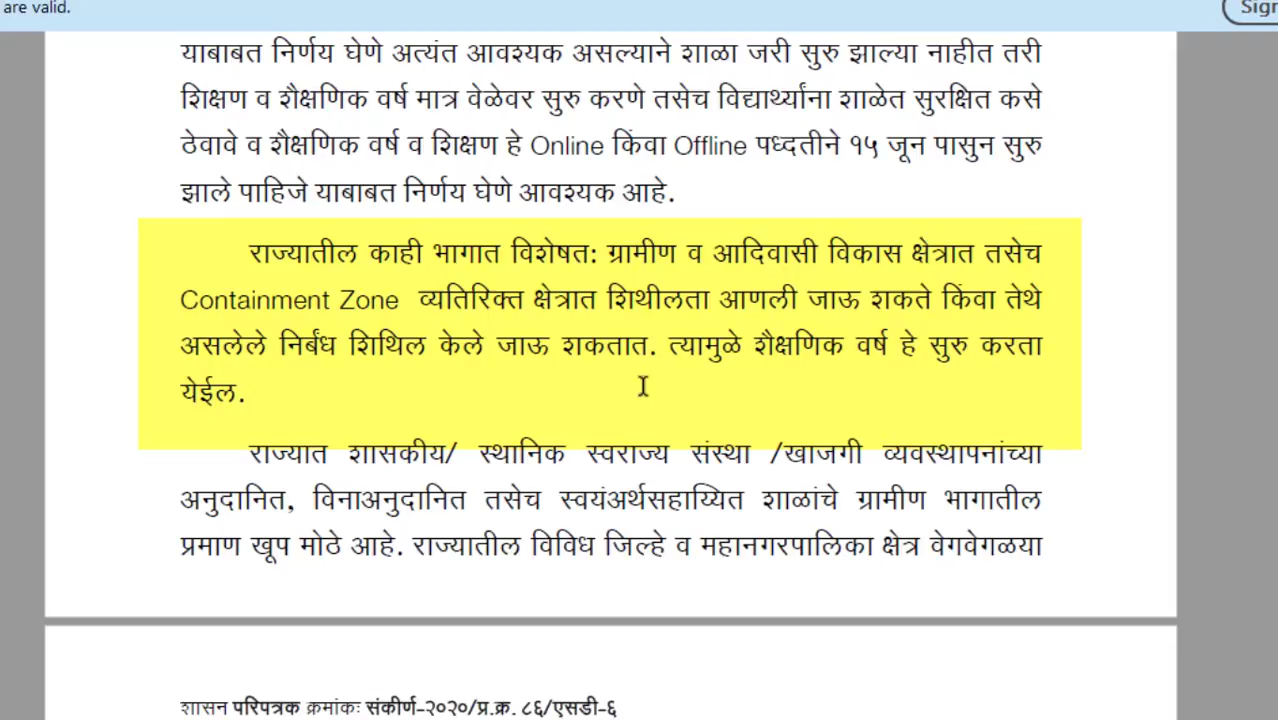 are valid.
Sign
याबाबत निर्णय घेणे अत्यंत आवश्यक असल्याने शाळा जरी सुरु झाल्या नाहीत तरी
शिक्षण व शैक्षणिक वर्ष मात्र वेळेवर सुरु करणे तसेच विद्यार्थ्यांना शाळेत सुरक्षित कसे
ठेवावे व शैक्षणिक वर्ष व शिक्षण हे Online किंवा Offline पध्दतीने १५ जून पासुन सुरु
झाले पाहिजे याबाबत निर्णय घेणे आवश्यक आहे.
राज्यातील काही भागात विशेषत: ग्रामीण व आदिवासी विकास क्षेत्रात तसेच
Containment Zone व्यतिरिक्त क्षेत्रात शिथीलता आणली जाऊ शकते किंवा तेथे
असलेले निर्बंध शिथिल केले जाऊ शकतात. त्यामुळे शैक्षणिक वर्ष हे सुरु करता
येईल.
राज्यात शासकीय/ स्थानिक स्वराज्य संस्था /खाजगी व्यवस्थापनांच्या
अनुदानित, विनाअनुदानित तसेच स्वयंअर्थसहाय्यित शाळांचे ग्रामीण भागातील
प्रमाण खूप मोठे आहे. राज्यातील विविध जिल्हे व महानगरपालिका क्षेत्र वेगवेगळया
शासन परिपत्रक क्रमांकः संकीर्ण-२०२०/प्र.क्र. ८६/एसडी-६